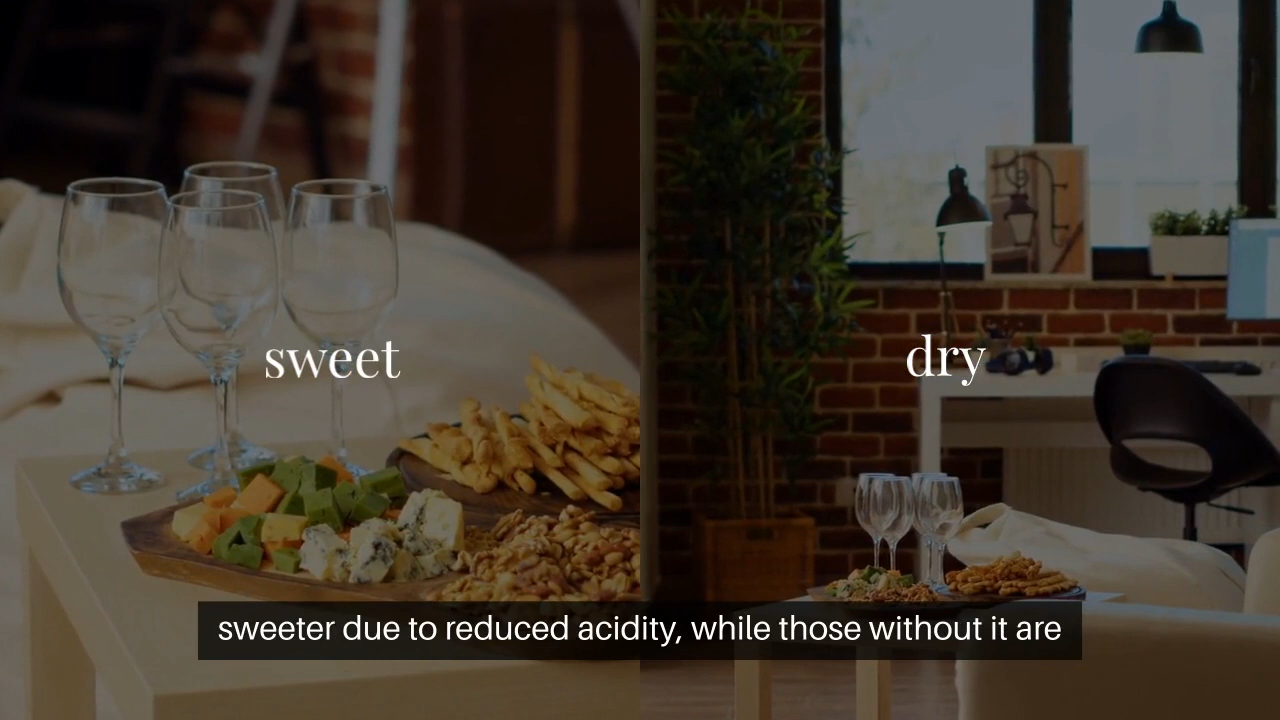 sweet
dry
sweeter due to reduced acidity, while those without it are